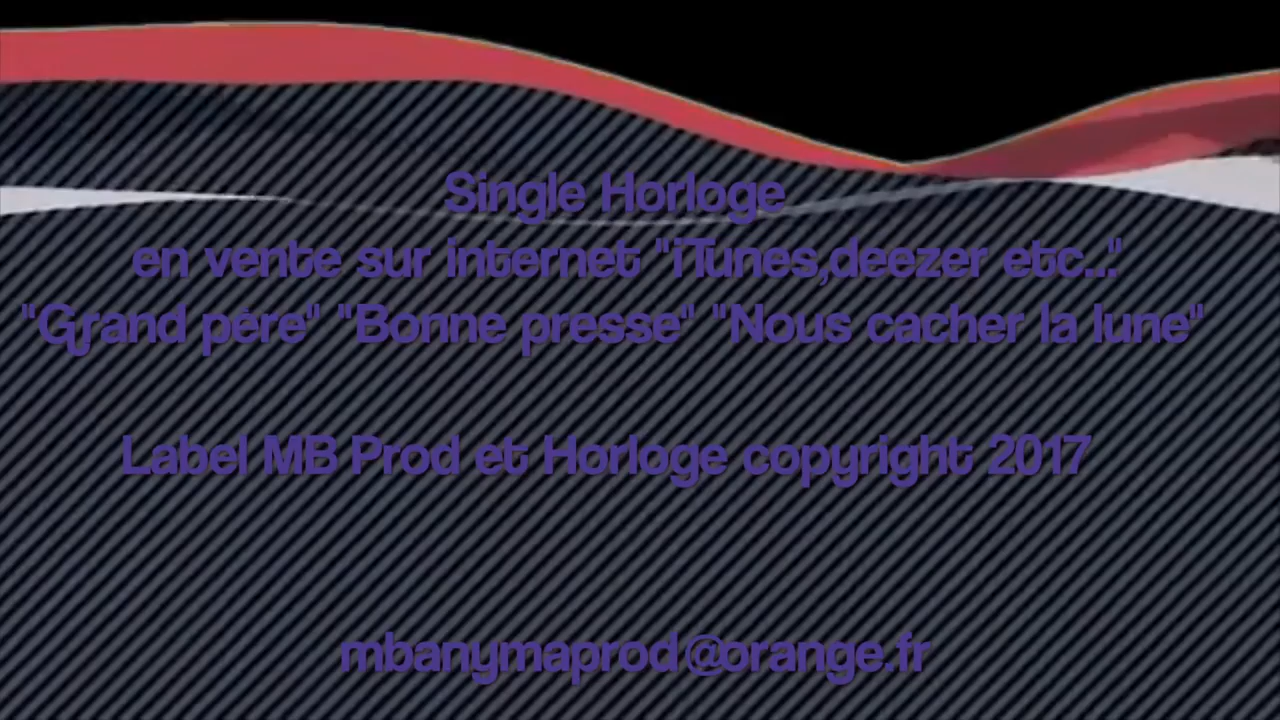 Single Horloge
en vente sur internet "iTunes,deezer etc..."
"Grand père" "Bonne presse" "Nous cacher la lune"
Label MB Prod et Horloge copyright 2017
mbanymaprod@orange.fr